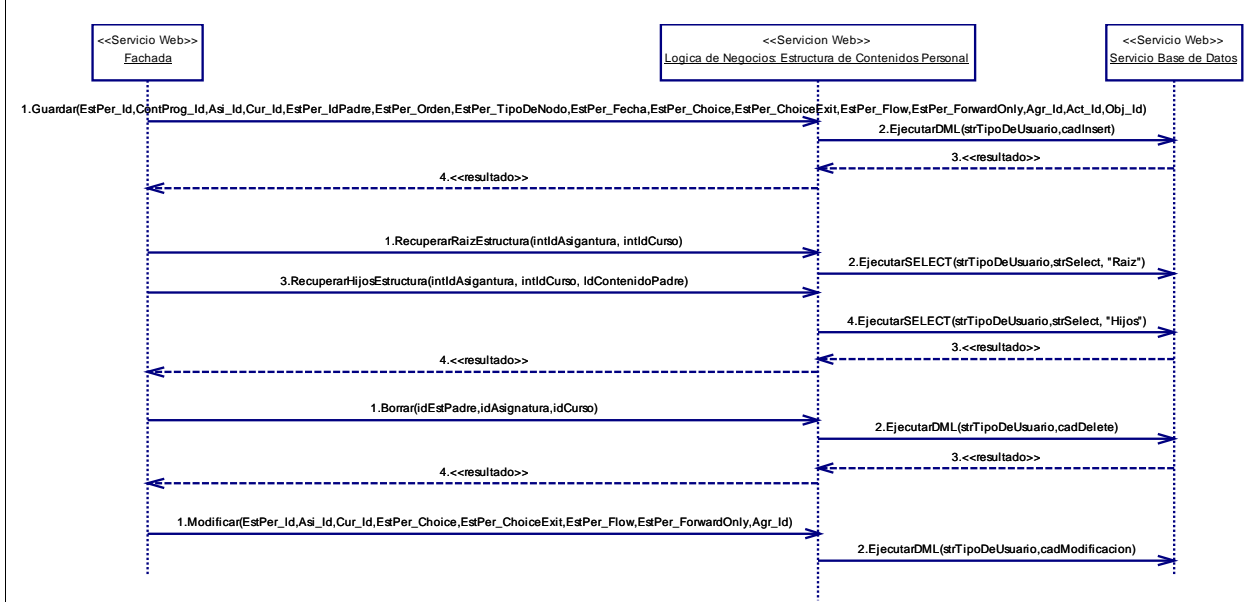 <<Servicio Web>>
Fachada
<<Servicion Web>>
Logica de Negocios: Estructura de Contenidos Personal
<<Servicio Web>>
Servicio Base de Datos
1.Guardar(EstPer_Id,ContProg_Id,Asi_Id,Cur_Id,EstPer_IdPadre,EstPer_Orden,EstPer_TipoDeNodo,EstPer_Fecha,EstPer_Choice,EstPer_ChoiceExit,EstPer_Flow,EstPer_ForwardOnly,Agr_Id,Act_Id,Obj_Id)
2.EjecutarDML(strTipoDeUsuario,cadInsert)
3.<<resultado>>
4.<<resultado>>
1.RecuperarRaizEstructura(intIdAsigantura, intIdCurso)
2.EjecutarSELECT(strTipoDeUsuario,strSelect, "Raiz")
3.RecuperarHijosEstructura(intIdAsigantura, intIdCurso, IdContenidoPadre)
4.EjecutarSELECT(strTipoDeUsuario,strSelect, "Hijos")
3.<<resultado>>
4.<<resultado>>
1.Borrar(idEstPadre,idAsignatura,idCurso)
2.EjecutarDML(strTipoDeUsuario,cadDelete)
3.<<resultado>>
4.<<resultado>>
1.Modificar(EstPer_Id,Asi_Id,Cur_Id,EstPer_Choice,EstPer_ChoiceExit,EstPer_Flow,EstPer_ForwardOnly,Agr_Id)
2.EjecutarDML(strTipoDeUsuario,cadModificacion)